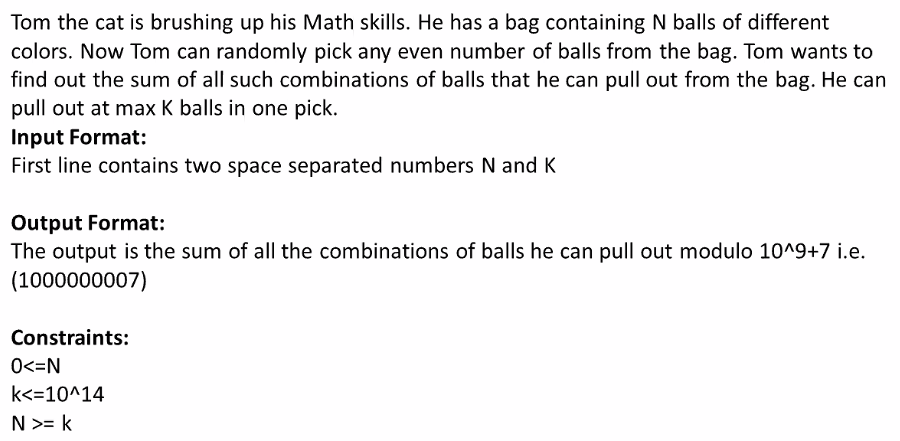 Tom the cat is brushing up his Math skills. He has a bag containing N balls of different
colors. Now Tom can randomly pick any even number of balls from the bag. Tom wants to
find out the sum of all such combinations of balls that he can pull out from the bag. He can
pull out at max K balls in one pick.
Input Format:
First line contains two space separated numbers N and K
Output Format:
The output is the sum of all the combinations of balls he can pull out modulo 10^9+7 i.e.
(1000000007)
Constraints:
0<=N
k<=10^14
N >= k